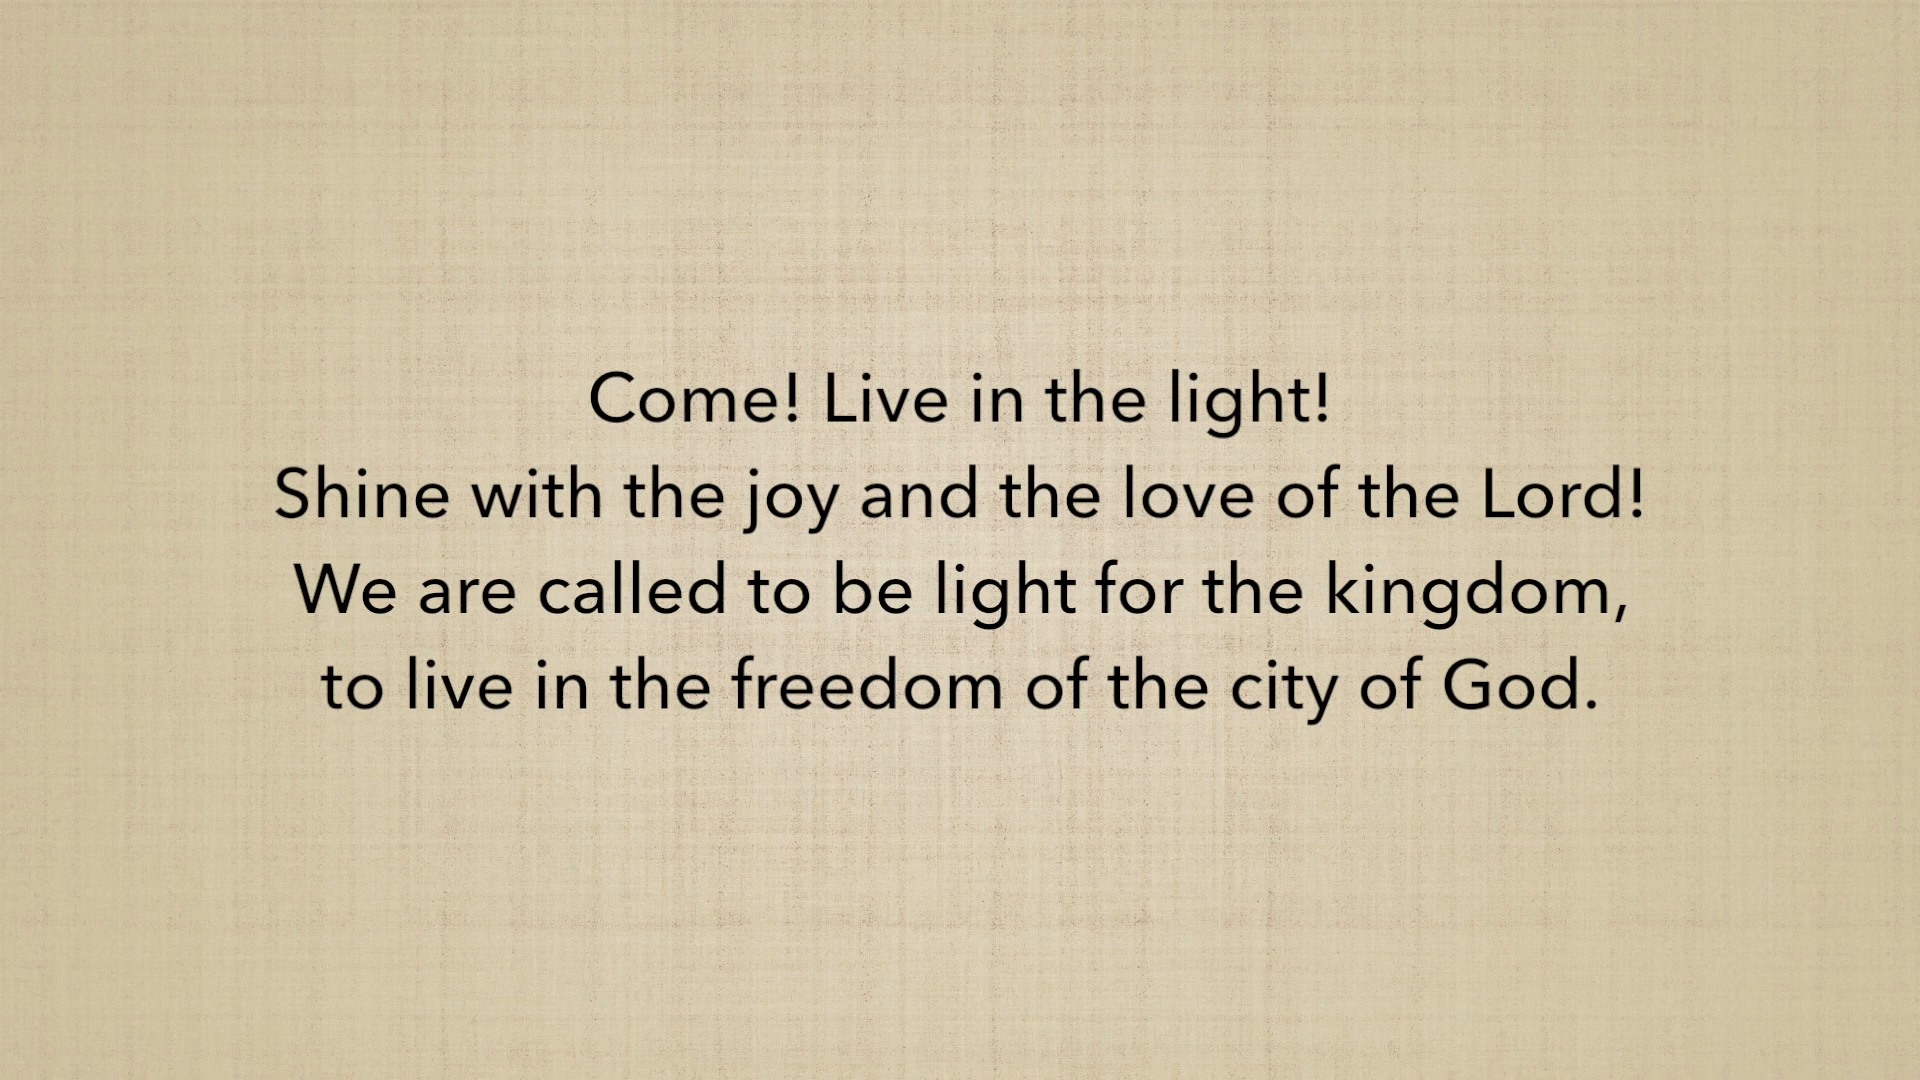 Come! Live in the light!
Shine with the joy and the love of the Lord!
We are called to be light for the kingdom,
to live in the freedom of the city of God.